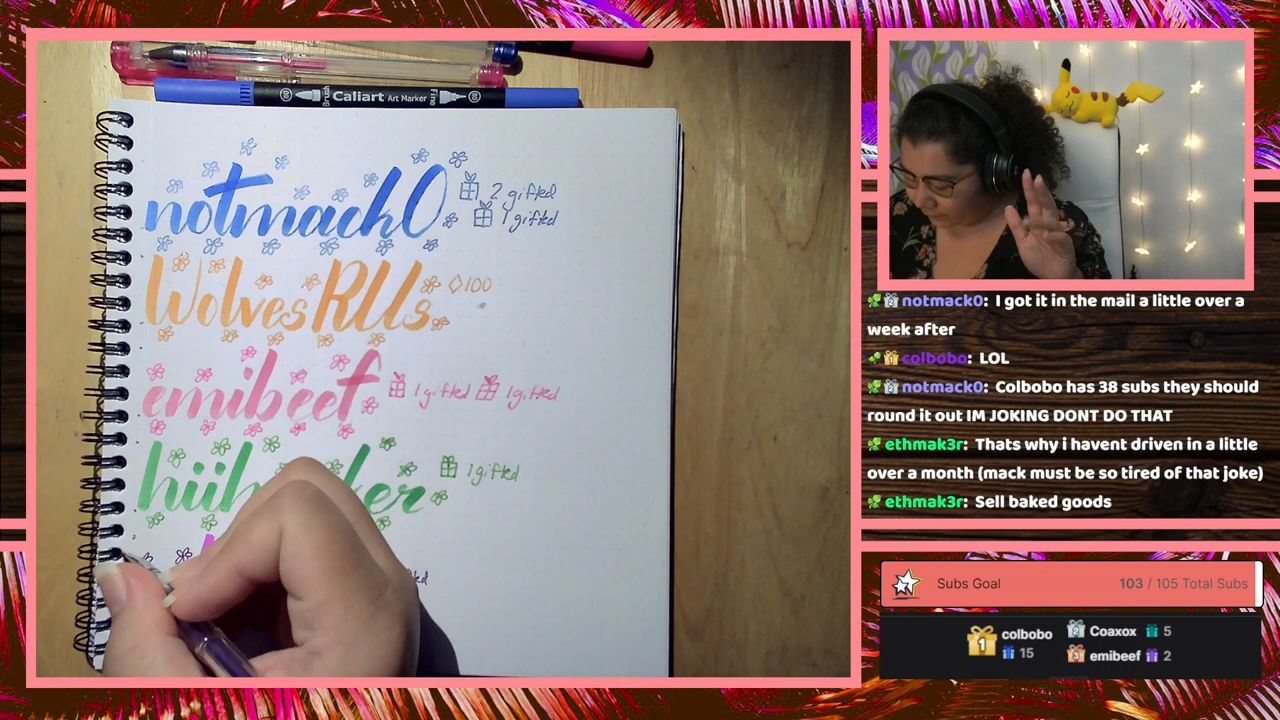 Brush
Caliart Art Marker
Fine
notmack0 2 gifted
1 gifted
WolvesRUs 100
emibeef 1 gifted 1 gifted
1 gifted
notmack0: I got it in the mail a little over a
week after
colbobo: LOL
notmack0: Colbobo has 38 subs they should
round it out IM JOKING DONT DO THAT
ethmak3r: Thats why i havent driven in a little
over a month (mack must be so tired of that joke)
ethmak3r: Sell baked goods
Subs Goal 103 / 105 Total Subs
1 colbobo 15
2 Coaxox 5
3 emibeef 2